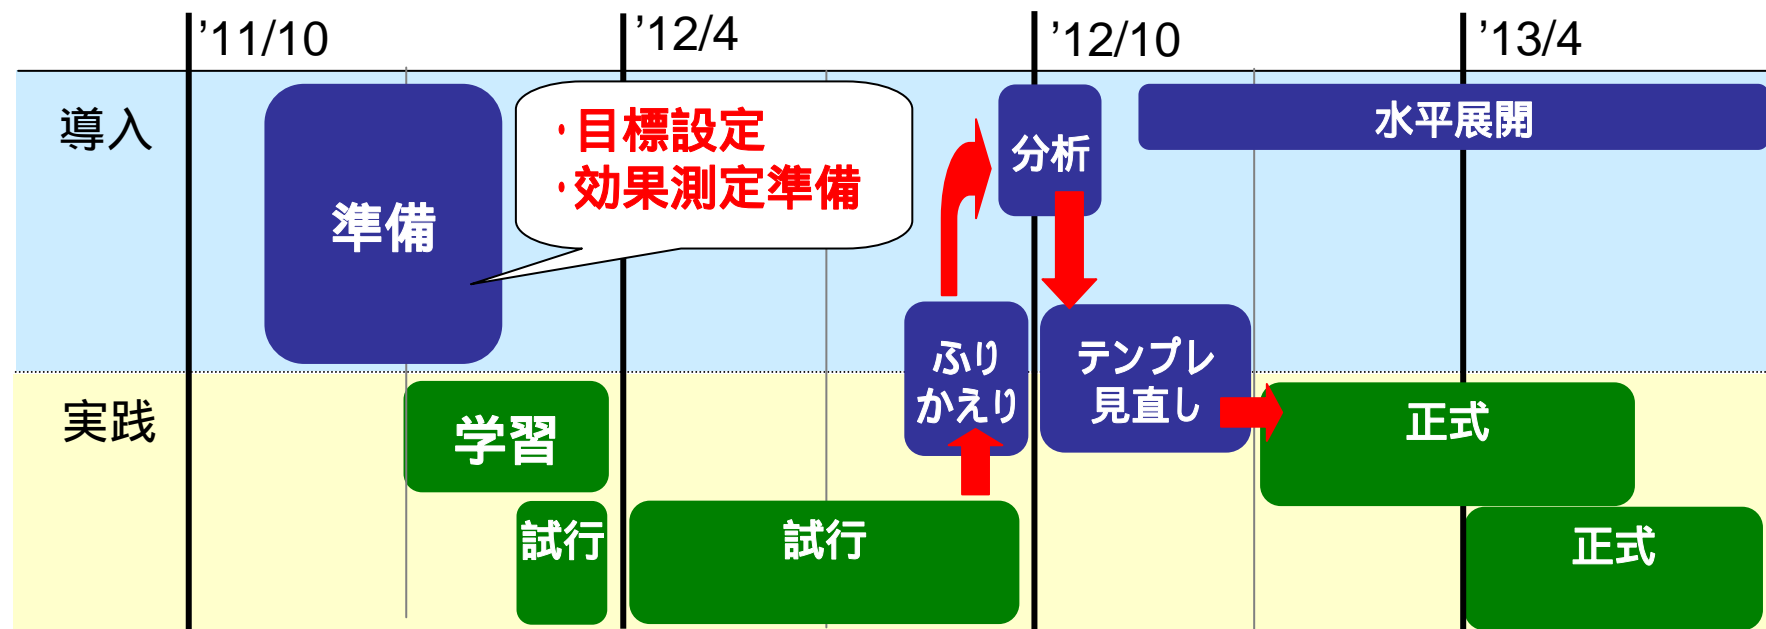 ’11/10
’12/4
’12/10
’13/4
導入
準備
・目標設定
・効果測定準備
分析
水平展開
ふり
かえり
テンプレ
見直し
実践
学習
試行
試行
正式
正式